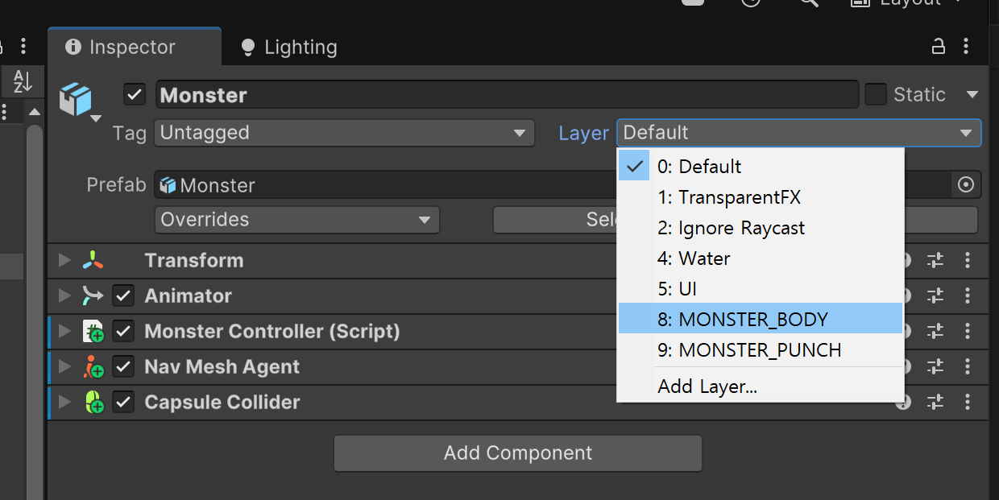 Layout
Inspector
Lighting
Monster
Static
Tag
Untagged
Layer
Default
0: Default
1: TransparentFX
Prefab
Monster
2: Ignore Raycast
Overrides
4: Water
Transform
5: UI
Animator
8: MONSTER_BODY
Monster Controller (Script)
9: MONSTER_PUNCH
Nav Mesh Agent
Add Layer...
Capsule Collider
Add Component